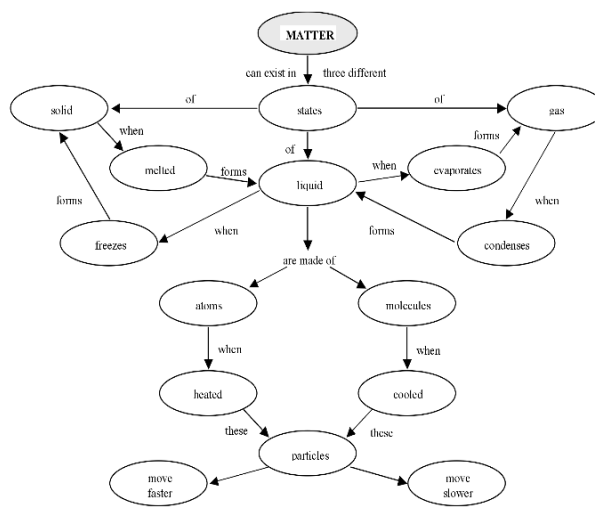 MATTER
can exist in three different
solid
of
states
of
gas
when
of
forms
melted
forms
liquid
when
evaporates
forms
when
freezes
when
forms
condenses
are made of
atoms
molecules
when
when
heated
cooled
these
these
particles
move
faster
move
slower